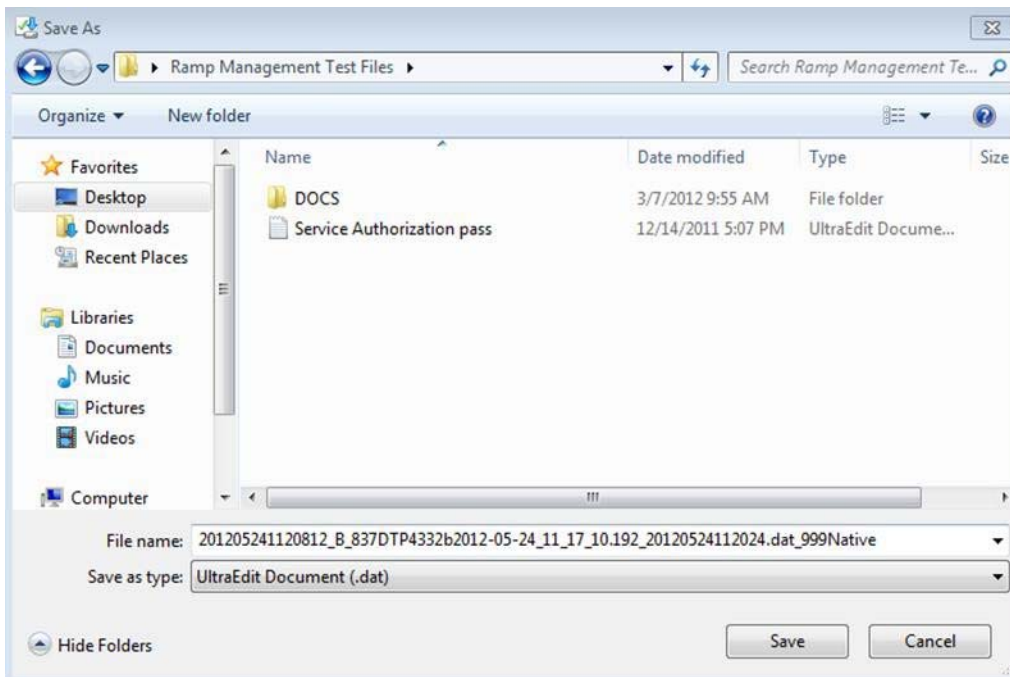 Save As
Ramp Management Test Files
Search Ramp Management Te...
Organize
New folder
Name
Date modified
Type
Size
Favorites
Desktop
Downloads
Recent Places
Libraries
Documents
Music
Pictures
Videos
Computer
DOCS 3/7/2012 9:55 AM File folder
Service Authorization pass 12/14/2011 5:07 PM UltraEdit Docume...
File name: 201205241120812_B_837DTP4332b2012-05-24_11_17_10.192_20120524112024.dat_999Native
Save as type: UltraEdit Document (.dat)
Hide Folders
Save
Cancel